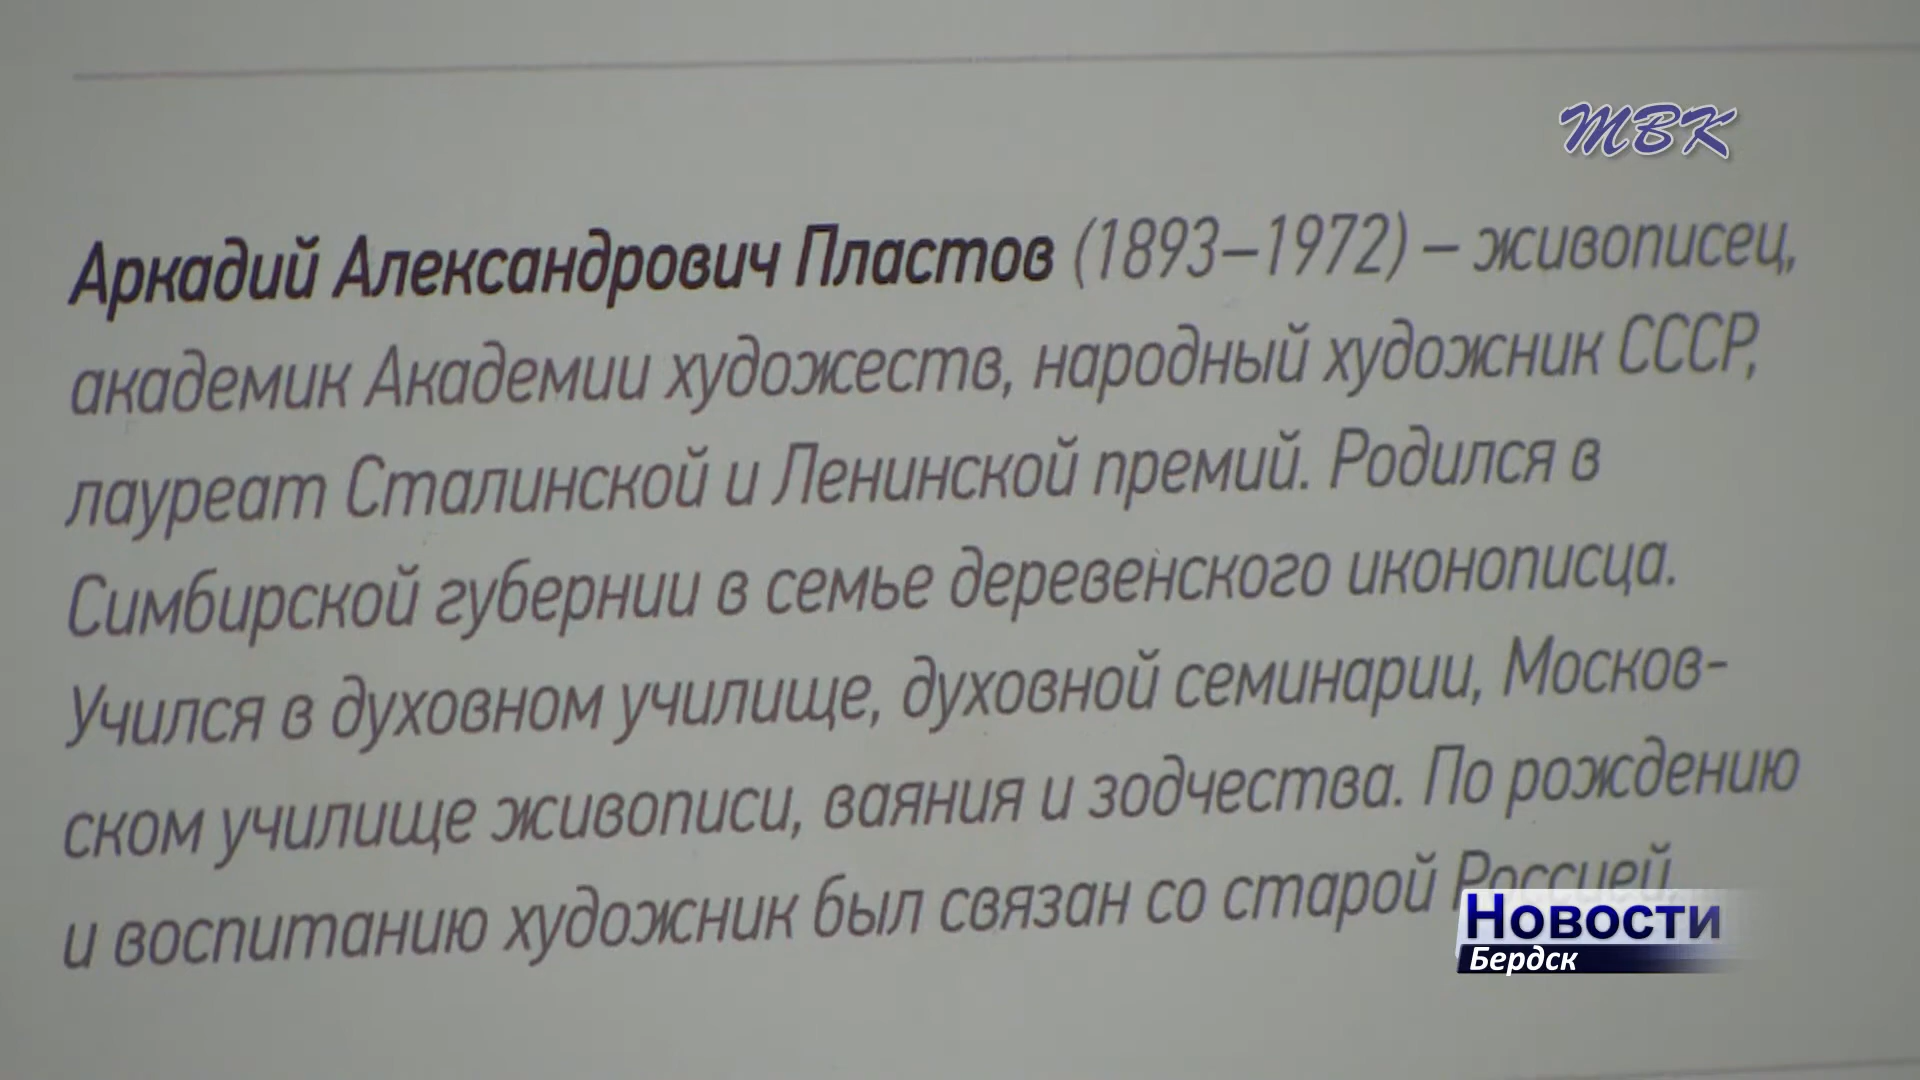 ТВК
Аркадий Александрович Пластов (1893–1972) – живописец,
академик Академии художеств, народный художник СССР,
лауреат Сталинской и Ленинской премий. Родился в
Симбирской губернии в семье деревенского иконописца.
Учился в духовном училище, духовной семинарии, Москов-
ском училище живописи, ваяния и зодчества. По рождению
и воспитанию художник был связан со старой Россией,
Новости
Бердск